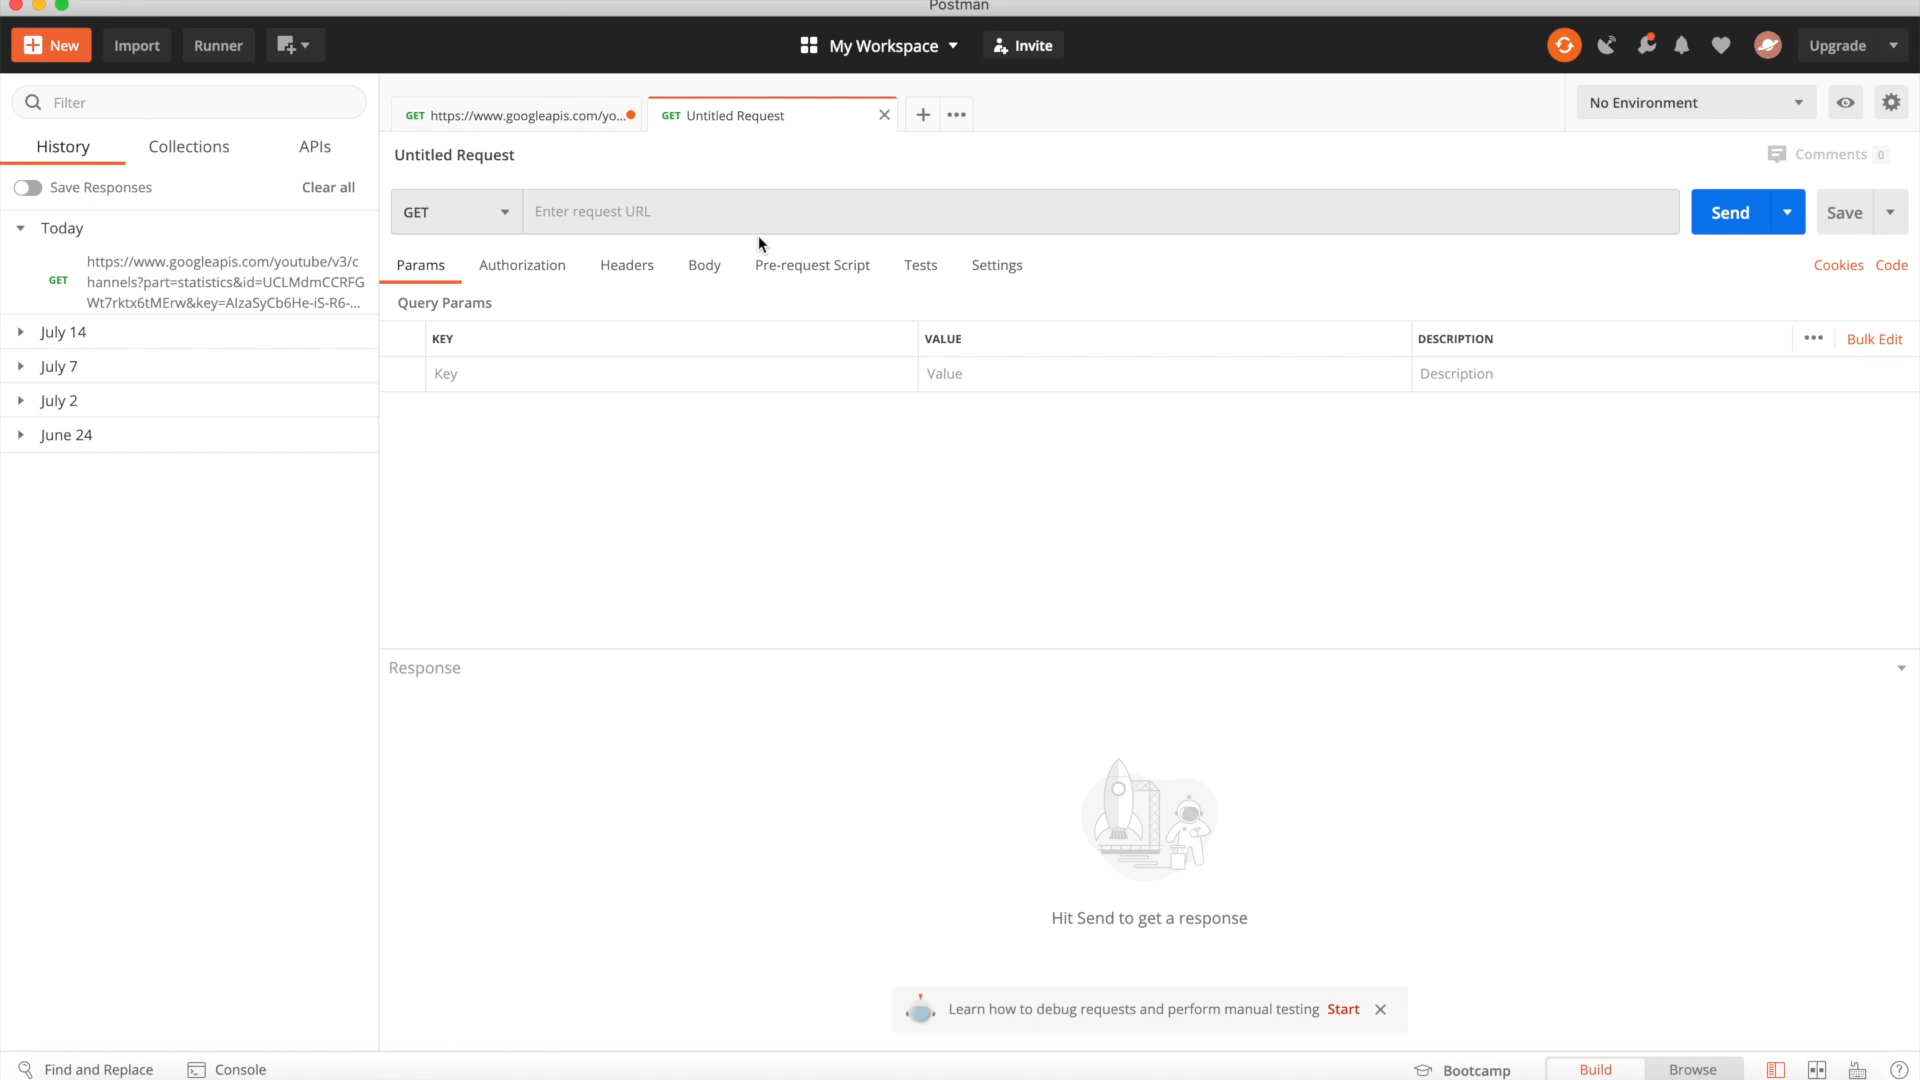 Postman
New
Import
Runner
My Workspace
Invite
Upgrade
Filter
History
Collections
APIs
Save Responses
Clear all
Today
GET
https://www.googleapis.com/youtube/v3/c
hannels?part=statistics&id=UCLMdmCCRFG
Wt7rktx6tMErw&key=AIzaSyCb6He-iS-R6-...
July 14
July 7
July 2
June 24
GET https://www.googleapis.com/yo...
GET Untitled Request
No Environment
Untitled Request
Comments 0
GET
Enter request URL
Send
Save
Params
Authorization
Headers
Body
Pre-request Script
Tests
Settings
Cookies
Code
Query Params
KEY
VALUE
DESCRIPTION
Bulk Edit
Key
Value
Description
Response
Hit Send to get a response
Learn how to debug requests and perform manual testing Start
Find and Replace
Console
Bootcamp
Build
Browse